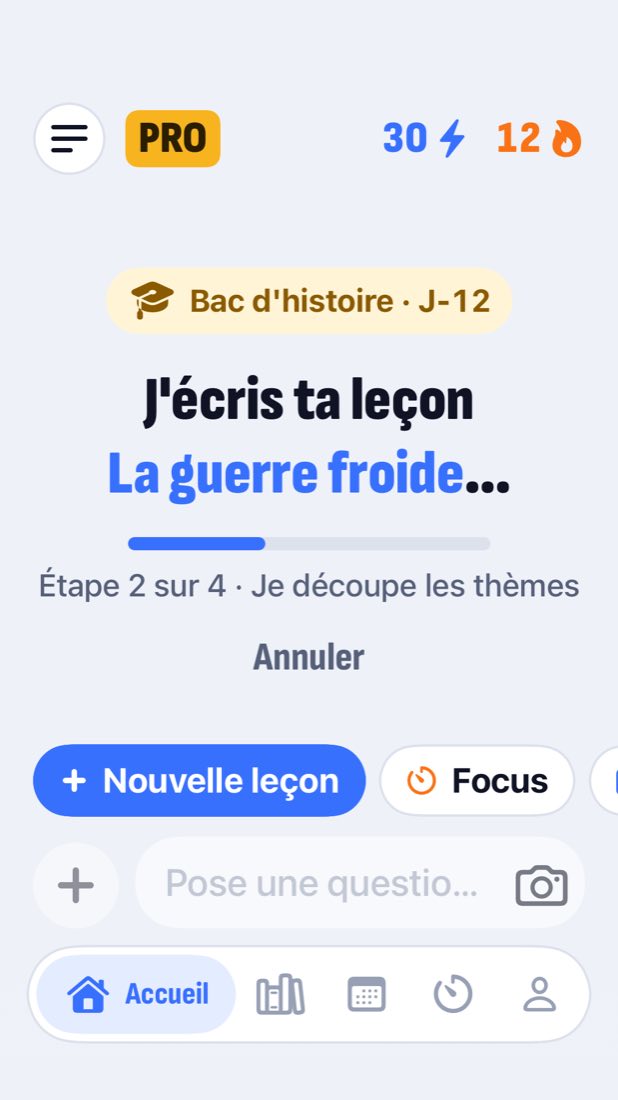 PRO
30
12
Bac d'histoire · J-12
J'écris ta leçon
La guerre froide...
Étape 2 sur 4 · Je découpe les thèmes
Annuler
+ Nouvelle leçon
Focus
Pose une questio...
Accueil